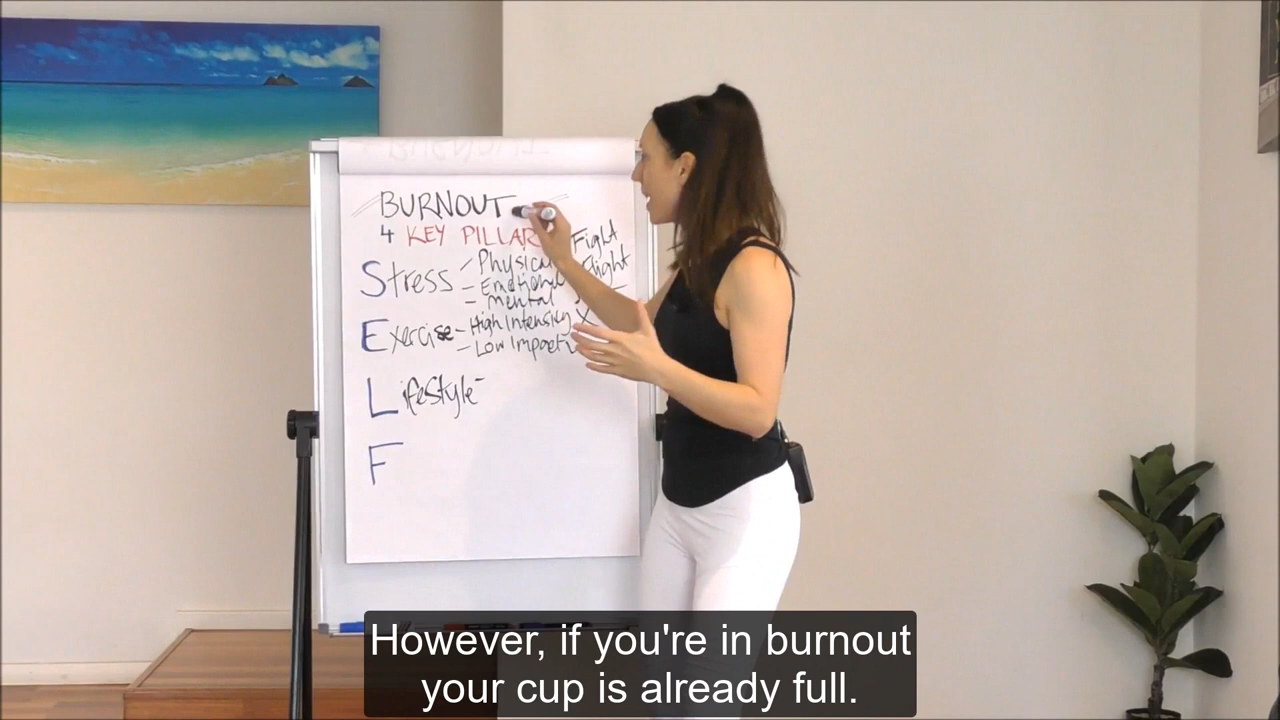 BURNOUT
4 KEY PILLAR
Stress - Physical Fight
- Emotional Flight
- Mental
Exercise - High Intensity X
- Low Impact
Lifestyle -
F
However, if you're in burnout
your cup is already full.